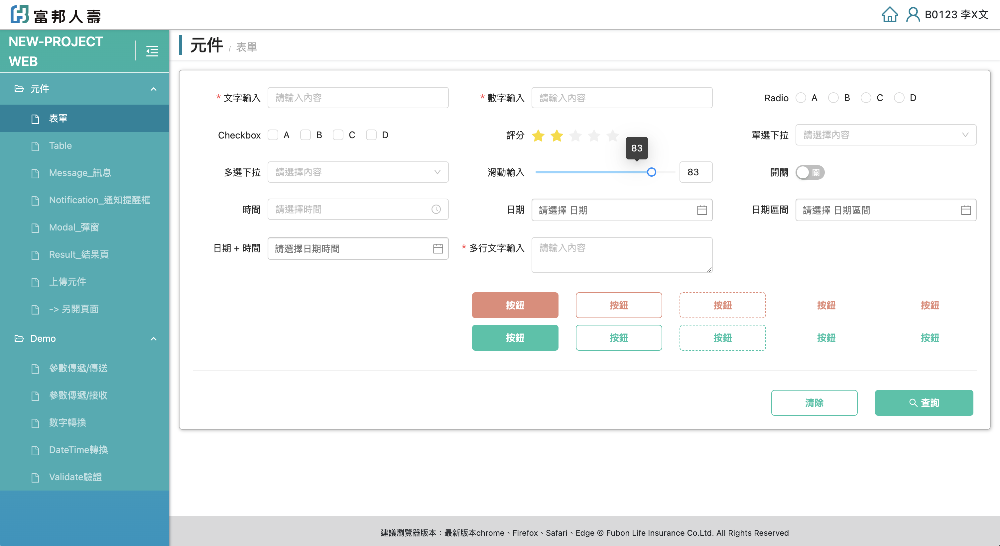 富邦人壽
B0123 李X文
NEW-PROJECT
WEB
元件
表單
Table
Message_訊息
Notification_通知提醒框
Modal_彈窗
Result_結果頁
上傳元件
-> 另開頁面
Demo
參數傳遞/傳送
參數傳遞/接收
數字轉換
DateTime轉換
Validate驗證
元件 / 表單
* 文字輸入 請輸入內容
* 數字輸入 請輸入內容
Radio A B C D
Checkbox A B C D
評分
單選下拉 請選擇內容
多選下拉 請選擇內容
83
滑動輸入 83
開關 關
時間 請選擇時間
日期 請選擇 日期
日期區間 請選擇 日期區間
日期 + 時間 請選擇日期時間
* 多行文字輸入 請輸入內容
按鈕 按鈕 按鈕 按鈕 按鈕
按鈕 按鈕 按鈕 按鈕 按鈕
清除 查詢
建議瀏覽器版本：最新版本chrome、Firefox、Safari、Edge © Fubon Life Insurance Co.Ltd. All Rights Reserved